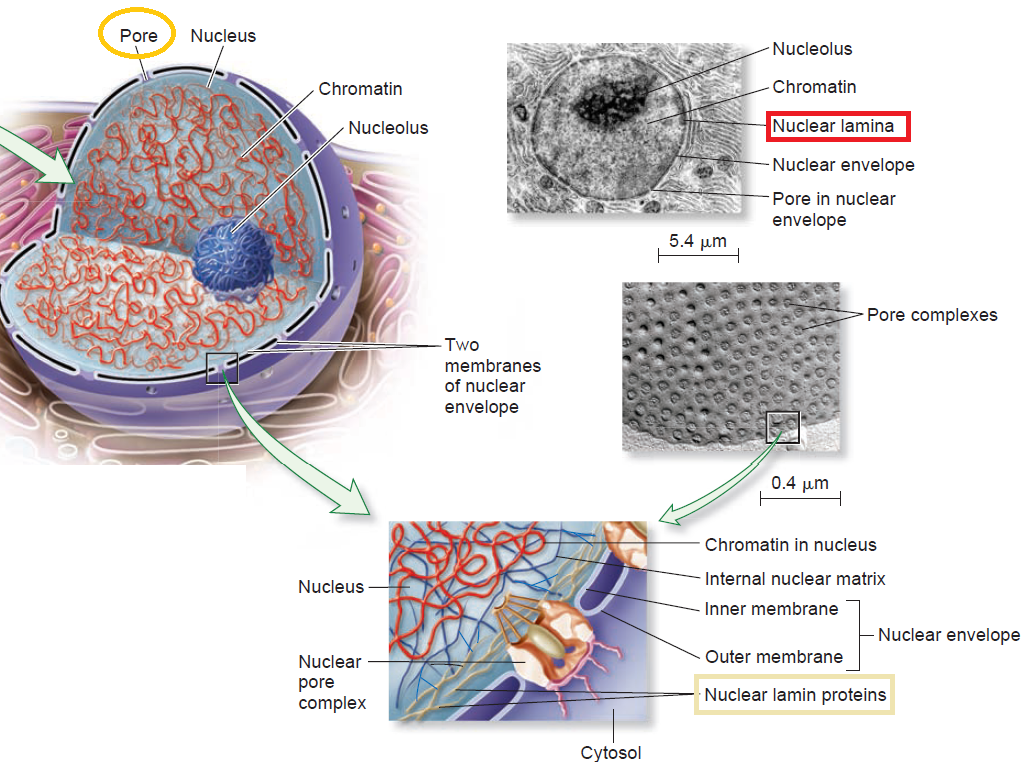 Pore
Nucleus
Chromatin
Nucleolus
Two
membranes
of nuclear
envelope
Nucleolus
Chromatin
Nuclear lamina
Nuclear envelope
Pore in nuclear
envelope
5.4 μm
Pore complexes
0.4 μm
Chromatin in nucleus
Internal nuclear matrix
Inner membrane
Nuclear envelope
Outer membrane
Nuclear lamin proteins
Nucleus
Nuclear
pore
complex
Cytosol